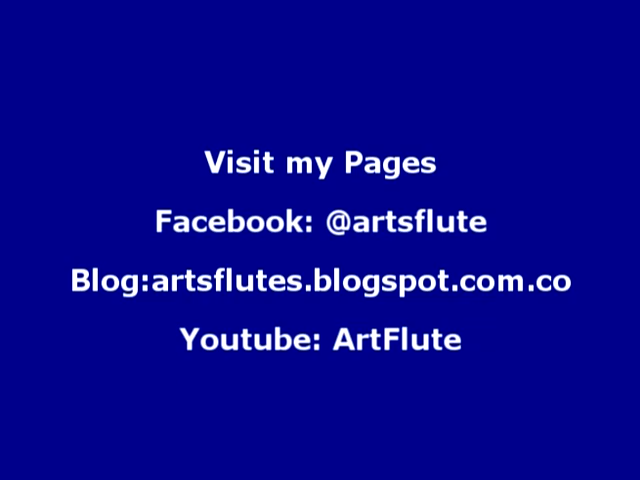 Visit my Pages
Facebook: @artsflute
Blog:artsflutes.blogspot.com.co
Youtube: ArtFlute